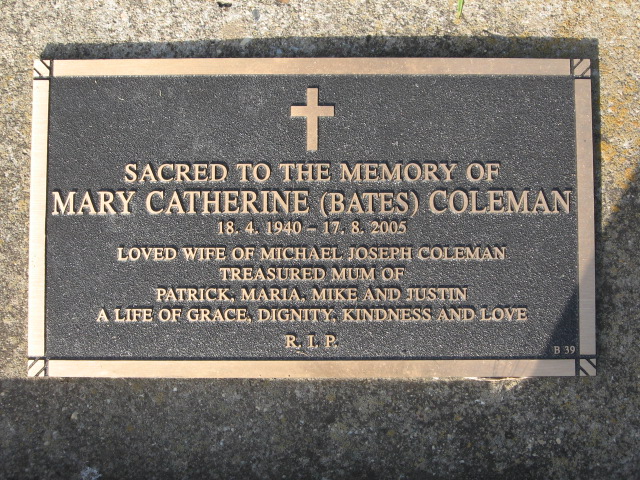 SACRED TO THE MEMORY OF
MARY CATHERINE (BATES) COLEMAN
18. 4. 1940 – 17. 8. 2005
LOVED WIFE OF MICHAEL JOSEPH COLEMAN
TREASURED MUM OF
PATRICK, MARIA, MIKE AND JUSTIN
A LIFE OF GRACE, DIGNITY, KINDNESS AND LOVE
R. I. P.
B 39